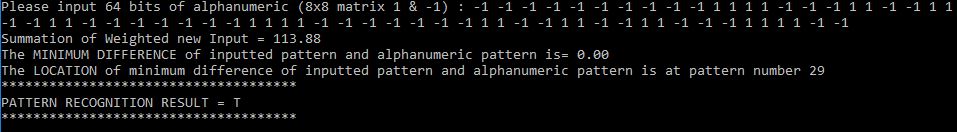 Please input 64 bits of alphanumeric (8x8 matrix 1 & -1) : -1 -1 -1 -1 -1 -1 -1 -1 -1 1 1 1 1 -1 1 -1 -1 1 1 1 -1 -1 1 1 1
-1 -1 1 1 -1 -1 -1 -1 -1 -1 1 1 1 1 -1 -1 -1 -1 1 1 1 -1 -1 1 1 1 -1 -1 1 1 1 -1 -1 1 1 1 1 -1 -1
Summation of Weighted new Input = 113.88
The MINIMUM DIFFERENCE of inputted pattern and alphanumeric pattern is= 0.00
The LOCATION of minimum difference of inputted pattern and alphanumeric pattern is at pattern number 29
*************************************
PATTERN RECOGNITION RESULT = T
*************************************